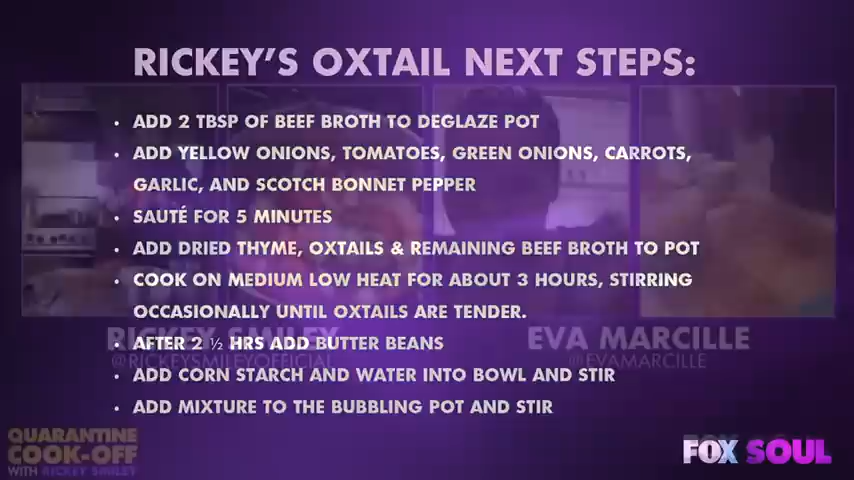 RICKEY'S OXTAIL NEXT STEPS:
• ADD 2 TBSP OF BEEF BROTH TO DEGLAZE POT
• ADD YELLOW ONIONS, TOMATOES, GREEN ONIONS, CARROTS,
GARLIC, AND SCOTCH BONNET PEPPER
• SAUTÉ FOR 5 MINUTES
• ADD DRIED THYME, OXTAILS & REMAINING BEEF BROTH TO POT
• COOK ON MEDIUM LOW HEAT FOR ABOUT 3 HOURS, STIRRING
OCCASIONALLY UNTIL OXTAILS ARE TENDER.
RICKEY SMILEY
EVA MARCILLE
• AFTER 2 ½ HRS ADD BUTTER BEANS
@RICKEYSMILEYOFFICIAL
@EVAMARCILLE
• ADD CORN STARCH AND WATER INTO BOWL AND STIR
• ADD MIXTURE TO THE BUBBLING POT AND STIR
QUARANTINE
COOK-OFF
WITH RICKEY SMILEY
FOX SOUL